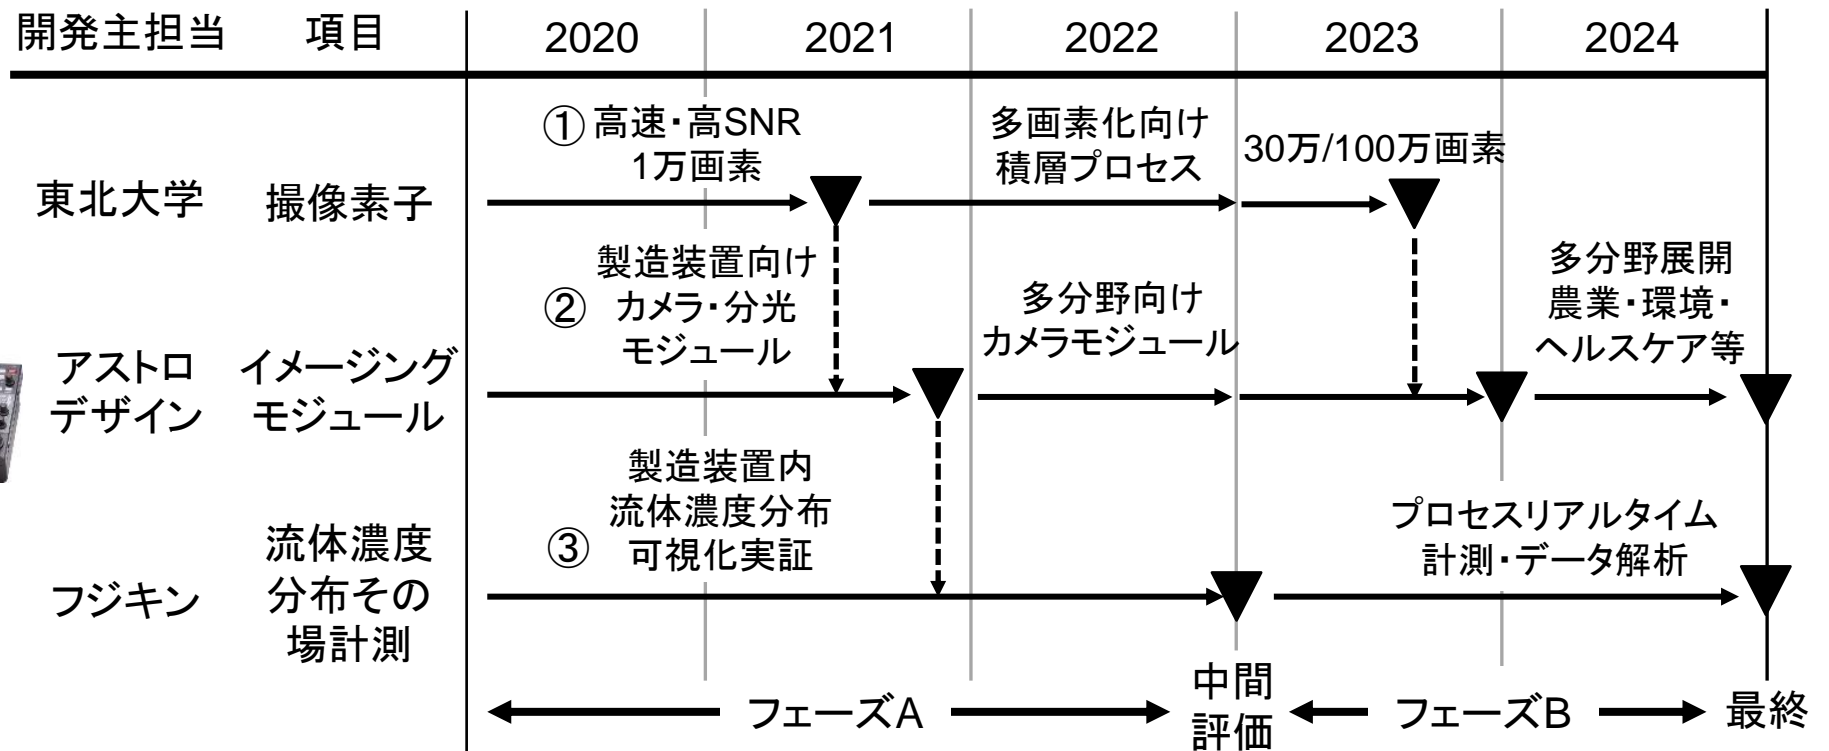 開発主担当 項目 2020 2021 2022 2023 2024
東北大学 撮像素子
① 高速・高SNR
1万画素
多画素化向け
積層プロセス
30万/100万画素
アストロ
デザイン
イメージング
モジュール
② 製造装置向け
カメラ・分光
モジュール
多分野向け
カメラモジュール
多分野展開
農業・環境・
ヘルスケア等
フジキン
流体濃度
分布その
場計測
③ 製造装置内
流体濃度分布
可視化実証
プロセスリアルタイム
計測・データ解析
フェーズA
中間
評価
フェーズB
最終